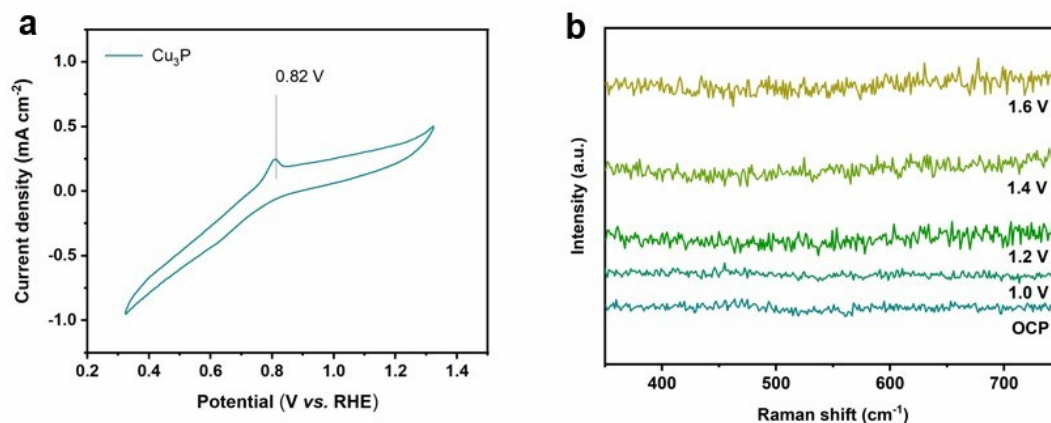 a
Cu₃P
0.82 V
1.0
0.5
0.0
-0.5
-1.0
Current density (mA cm⁻²)
0.2 0.4 0.6 0.8 1.0 1.2 1.4
Potential (V vs. RHE)
b
1.6 V
1.4 V
1.2 V
1.0 V
OCP
Intensity (a.u.)
400 500 600 700
Raman shift (cm⁻¹)